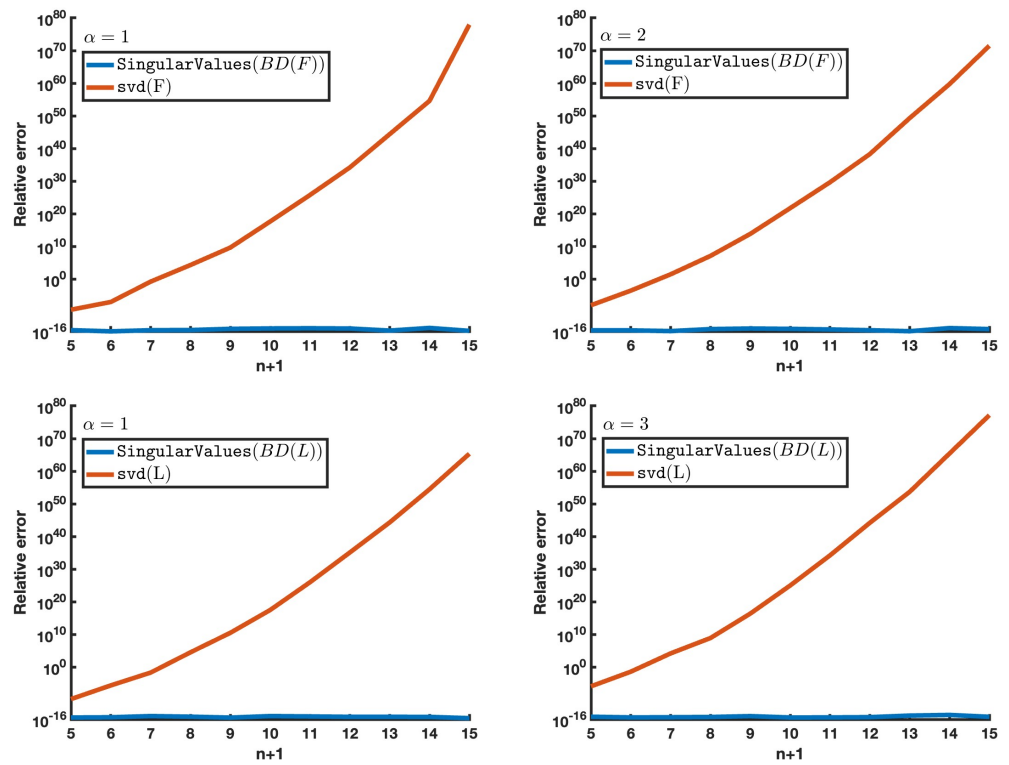 α = 1
SingularValues(BD(F))
svd(F)
Relative error
10^80
10^70
10^60
10^50
10^40
10^30
10^20
10^10
10^0
10^-16
5 6 7 8 9 10 11 12 13 14 15
n+1
α = 2
SingularValues(BD(F))
svd(F)
Relative error
10^80
10^70
10^60
10^50
10^40
10^30
10^20
10^10
10^0
10^-16
5 6 7 8 9 10 11 12 13 14 15
n+1
α = 1
SingularValues(BD(L))
svd(L)
Relative error
10^80
10^70
10^60
10^50
10^40
10^30
10^20
10^10
10^0
10^-16
5 6 7 8 9 10 11 12 13 14 15
n+1
α = 3
SingularValues(BD(L))
svd(L)
Relative error
10^80
10^70
10^60
10^50
10^40
10^30
10^20
10^10
10^0
10^-16
5 6 7 8 9 10 11 12 13 14 15
n+1